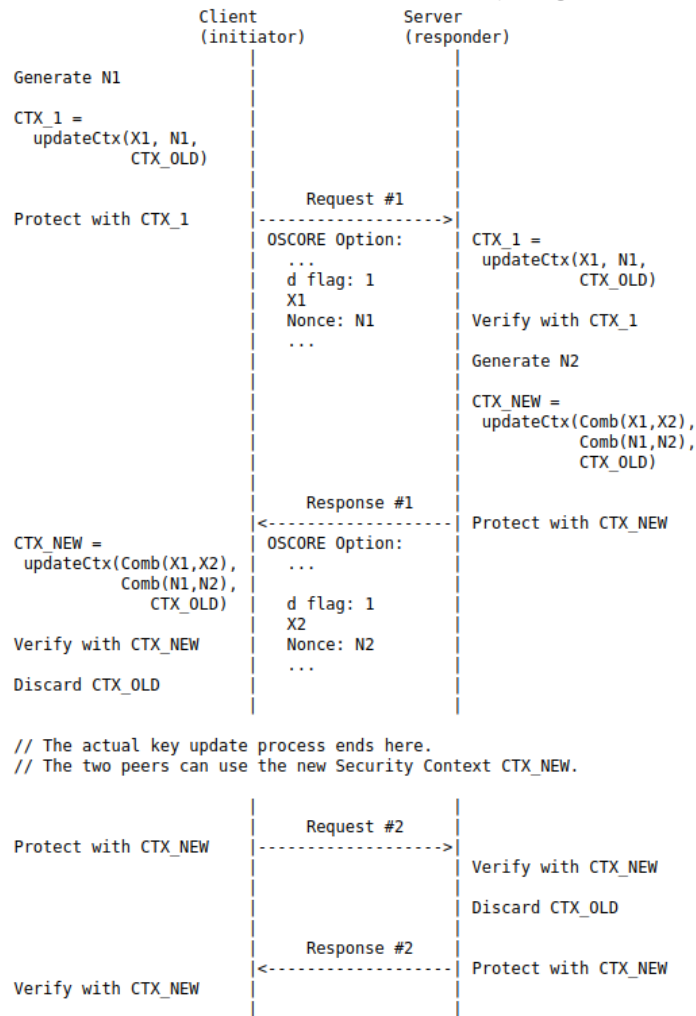 Client Server
(initiator) (responder)
| |
Generate N1 | |
| |
CTX_1 = | |
updateCtx(X1, N1, | |
CTX_OLD) | |
| |
| Request #1 |
Protect with CTX_1 |------------------->|
| OSCORE Option: | CTX_1 =
| ... | updateCtx(X1, N1,
| d flag: 1 | CTX_OLD)
| X1 |
| Nonce: N1 | Verify with CTX_1
| ... |
| | Generate N2
| |
| | CTX_NEW =
| | updateCtx(Comb(X1,X2),
| | Comb(N1,N2),
| | CTX_OLD)
| |
| Response #1 |
|<-------------------| Protect with CTX_NEW
CTX_NEW = | OSCORE Option: |
updateCtx(Comb(X1,X2), | ... |
Comb(N1,N2), | |
CTX_OLD) | d flag: 1 |
| X2 |
Verify with CTX_NEW | Nonce: N2 |
| ... |
Discard CTX_OLD | |
| |
// The actual key update process ends here.
// The two peers can use the new Security Context CTX_NEW.
| |
| Request #2 |
Protect with CTX_NEW |------------------->|
| | Verify with CTX_NEW
| |
| | Discard CTX_OLD
| |
| Response #2 |
|<-------------------| Protect with CTX_NEW
Verify with CTX_NEW | |
| |